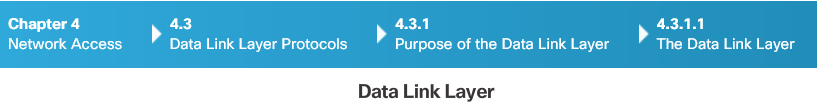 Chapter 4
Network Access
4.3
Data Link Layer Protocols
4.3.1
Purpose of the Data Link Layer
4.3.1.1
The Data Link Layer
Data Link Layer